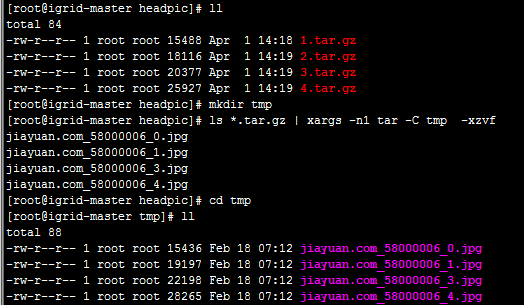 [root@igrid-master headpic]# ll
total 84
-rw-r--r-- 1 root root 15488 Apr  1 14:18 1.tar.gz
-rw-r--r-- 1 root root 18116 Apr  1 14:19 2.tar.gz
-rw-r--r-- 1 root root 20377 Apr  1 14:19 3.tar.gz
-rw-r--r-- 1 root root 25927 Apr  1 14:19 4.tar.gz
[root@igrid-master headpic]# mkdir tmp
[root@igrid-master headpic]# ls *.tar.gz | xargs -n1 tar -C tmp  -xzvf
jiayuan.com_58000006_0.jpg
jiayuan.com_58000006_1.jpg
jiayuan.com_58000006_3.jpg
jiayuan.com_58000006_4.jpg
[root@igrid-master headpic]# cd tmp
[root@igrid-master tmp]# ll
total 88
-rw-r--r-- 1 root root 15436 Feb 18 07:12 jiayuan.com_58000006_0.jpg
-rw-r--r-- 1 root root 19197 Feb 18 07:12 jiayuan.com_58000006_1.jpg
-rw-r--r-- 1 root root 22198 Feb 18 07:12 jiayuan.com_58000006_3.jpg
-rw-r--r-- 1 root root 28265 Feb 18 07:12 jiayuan.com_58000006_4.jpg